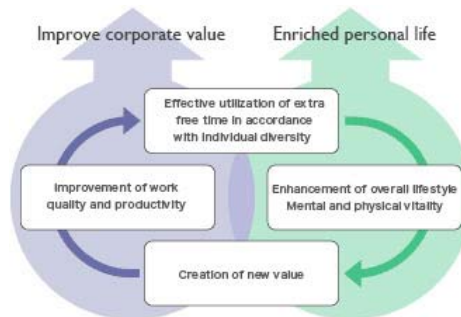 Improve corporate value
Enriched personal life
Effective utilization of extra
free time in accordance
with individual diversity
Improvement of work
quality and productivity
Enhancement of overall lifestyle
Mental and physical vitality
Creation of new value